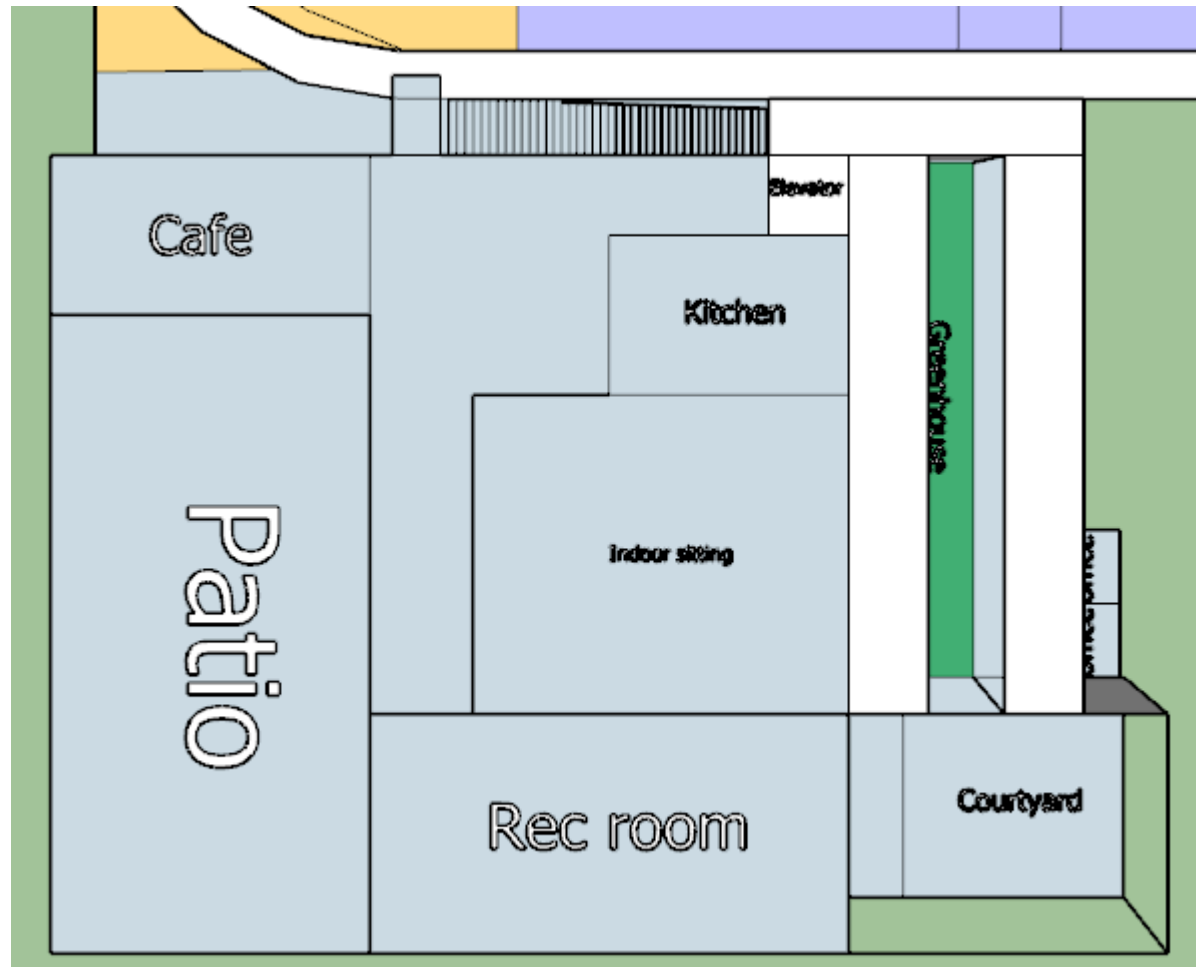 Elevator
Cafe
Kitchen
Greenhouse
Patio
Indoor sitting
Rec room
Courtyard